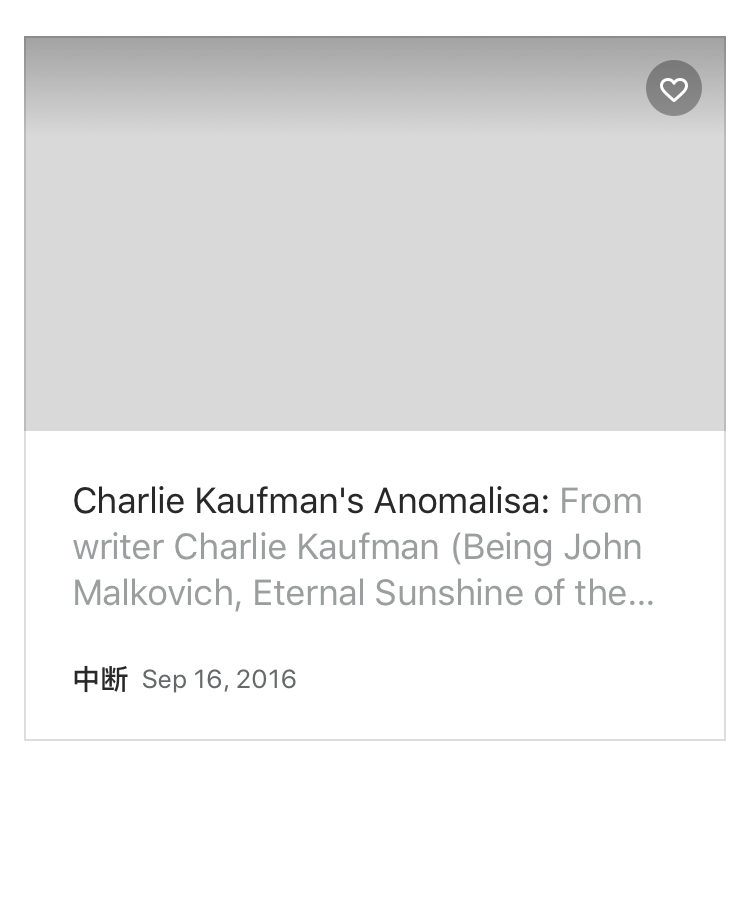 Charlie Kaufman's Anomalisa: From
writer Charlie Kaufman (Being John
Malkovich, Eternal Sunshine of the...
中断 Sep 16, 2016